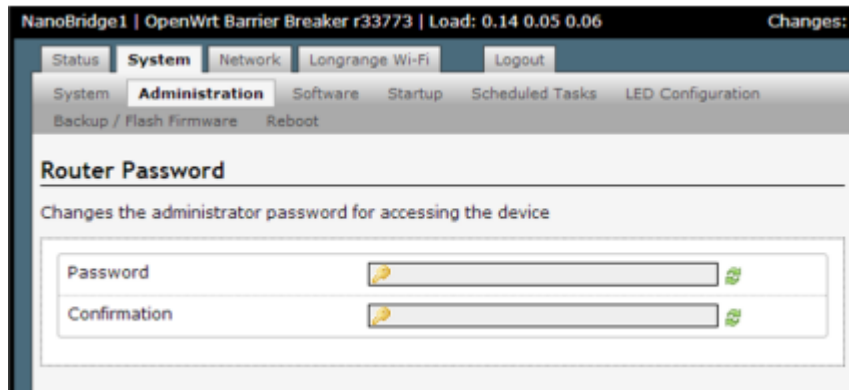 NanoBridge1 | OpenWrt Barrier Breaker r33773 | Load: 0.14 0.05 0.06 Changes:
Status System Network Longrange Wi-Fi Logout
System Administration Software Startup Scheduled Tasks LED Configuration
Backup / Flash Firmware Reboot
Router Password
Changes the administrator password for accessing the device
Password
Confirmation